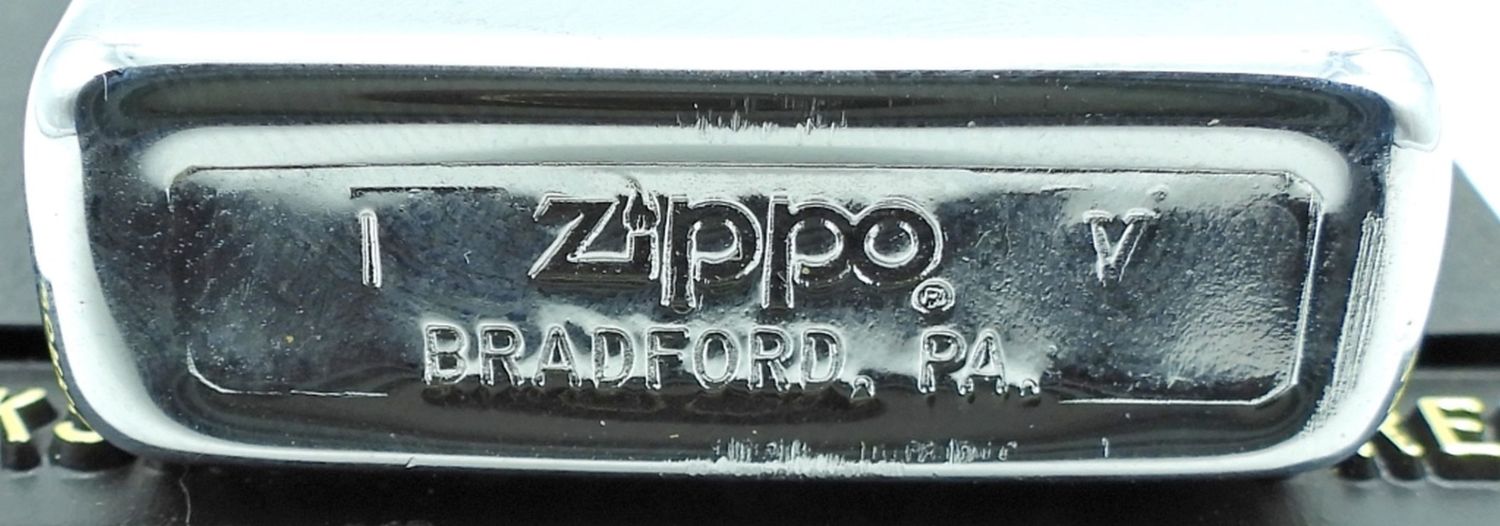 I Zippo® V
BRADFORD, PA.